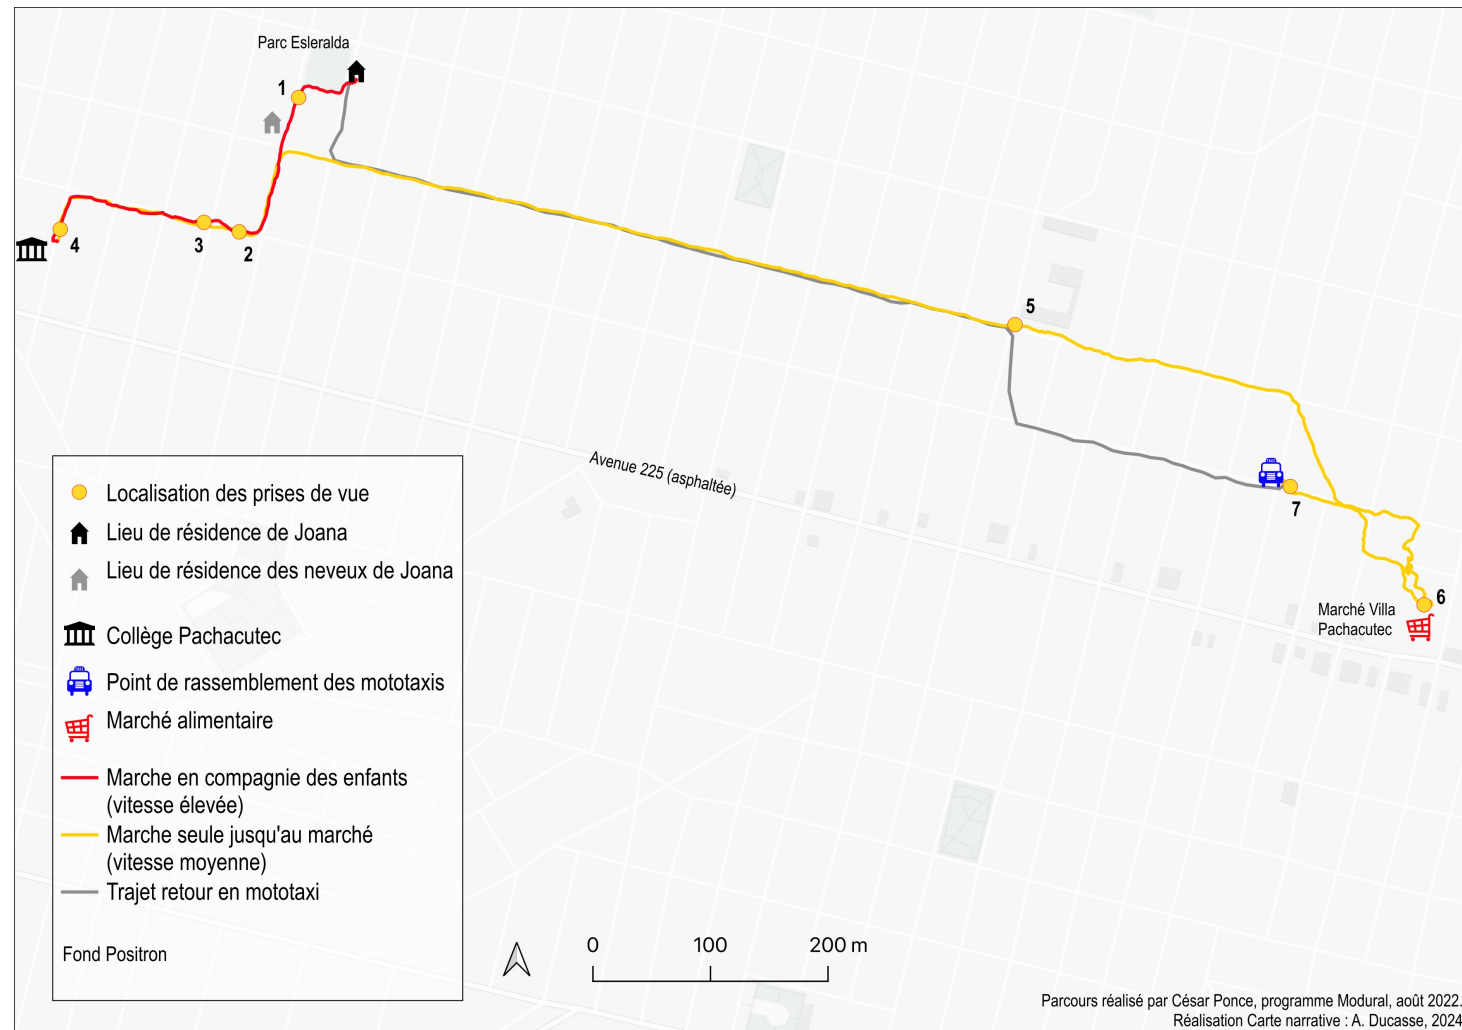 Parc Esleralda
1
2
3
4
5
6
7
Avenue 225 (asphaltée)
Marché Villa
Pachacutec
Localisation des prises de vue
Lieu de résidence de Joana
Lieu de résidence des neveux de Joana
Collège Pachacutec
Point de rassemblement des mototaxis
Marché alimentaire
Marche en compagnie des enfants
(vitesse élevée)
Marche seule jusqu'au marché
(vitesse moyenne)
Trajet retour en mototaxi
Fond Positron
0 100 200 m
Parcours réalisé par César Ponce, programme Modural, août 2022.
Réalisation Carte narrative : A. Ducasse, 2024